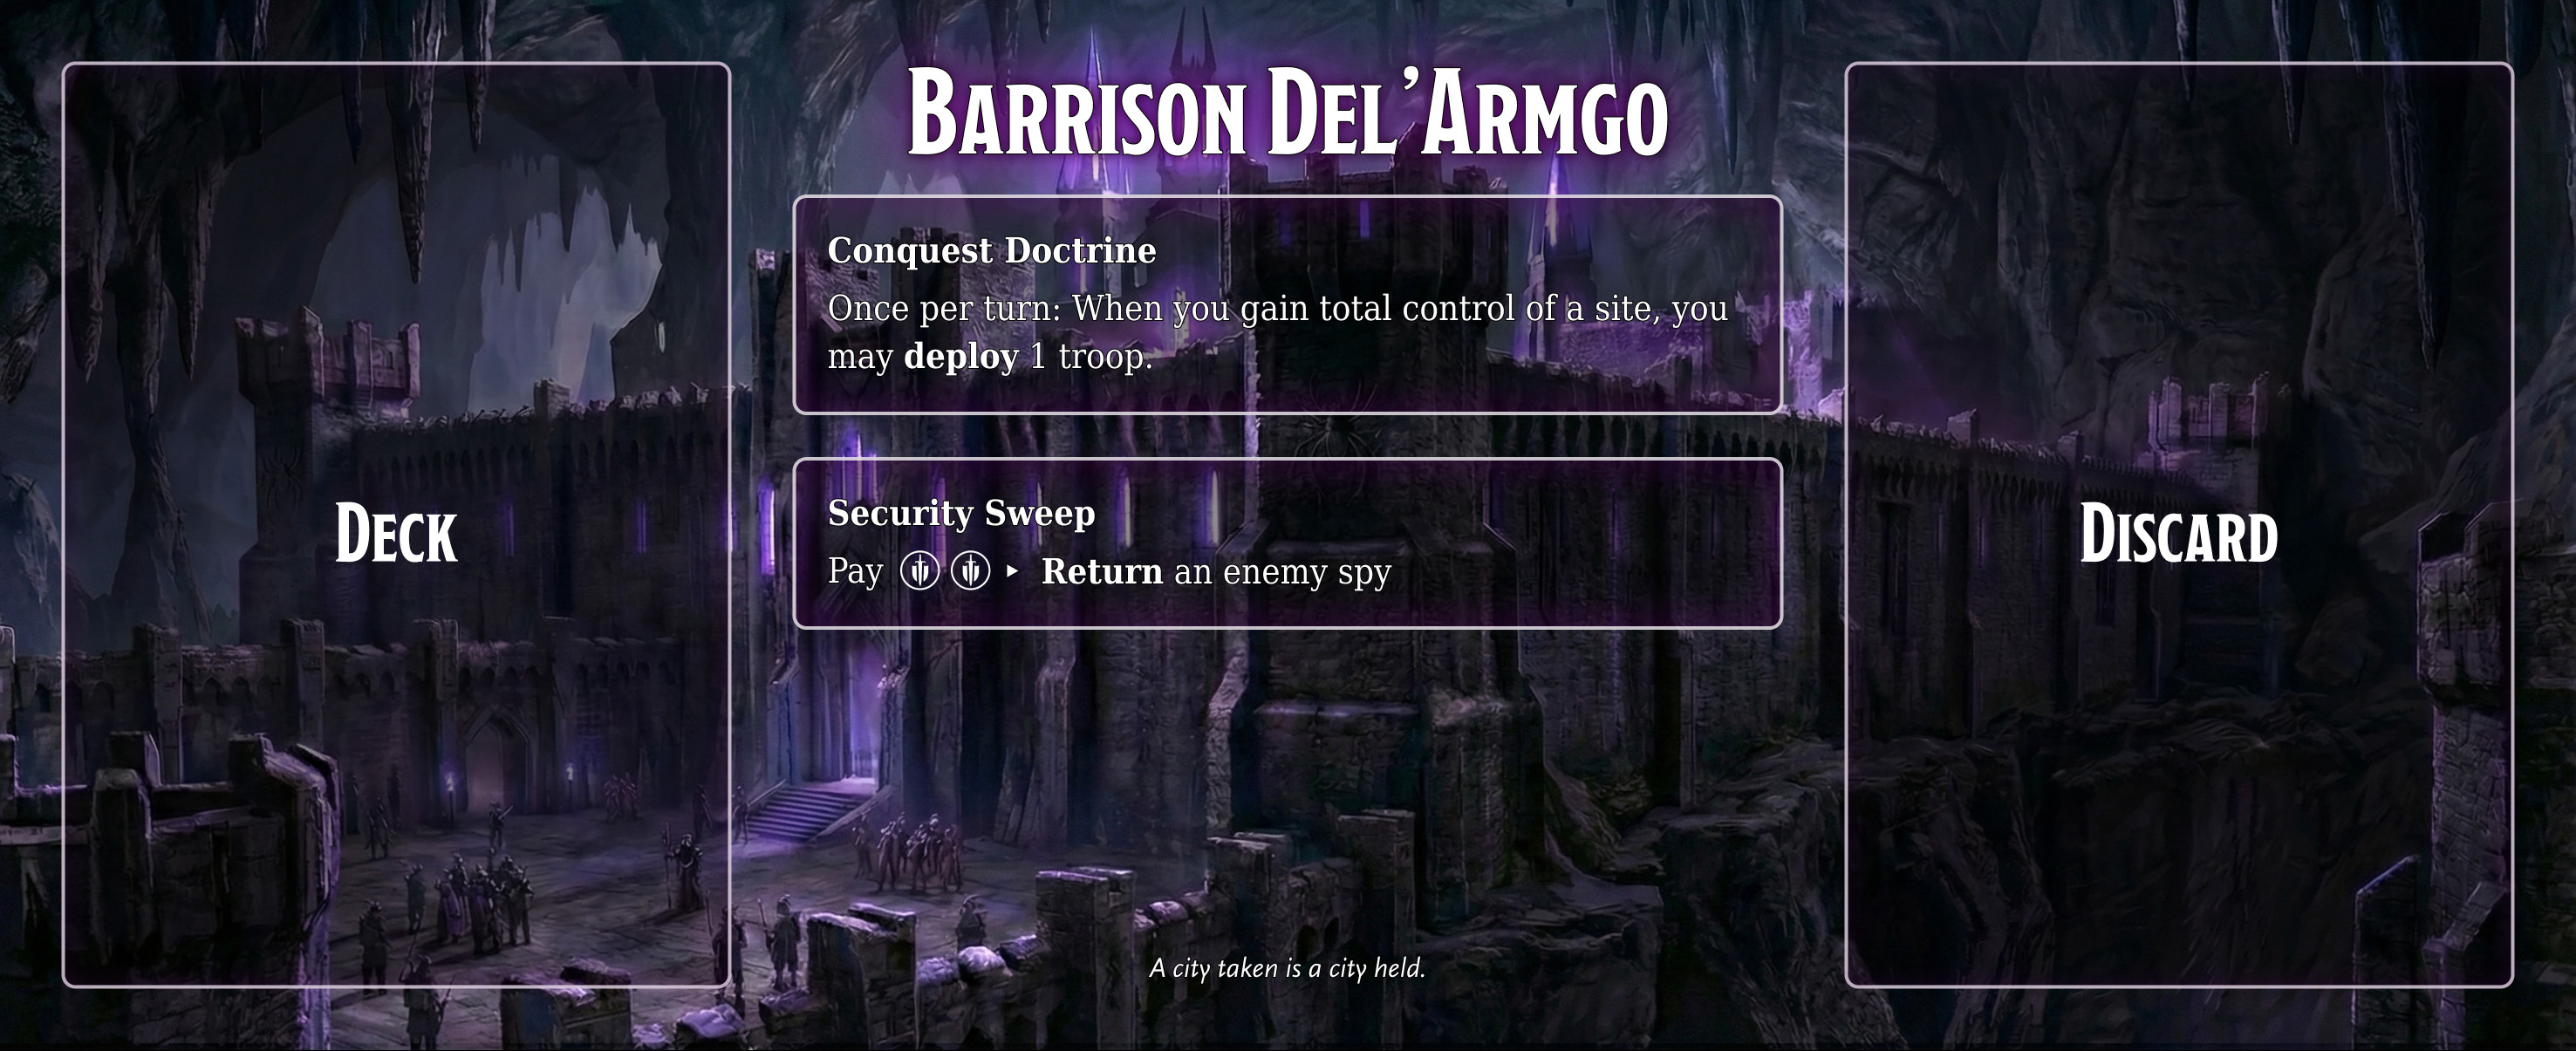 Barrison Del'Armgo
Conquest Doctrine
Once per turn: When you gain total control of a site, you
may deploy 1 troop.
Deck
Security Sweep
Pay ▸ Return an enemy spy
Discard
A city taken is a city held.